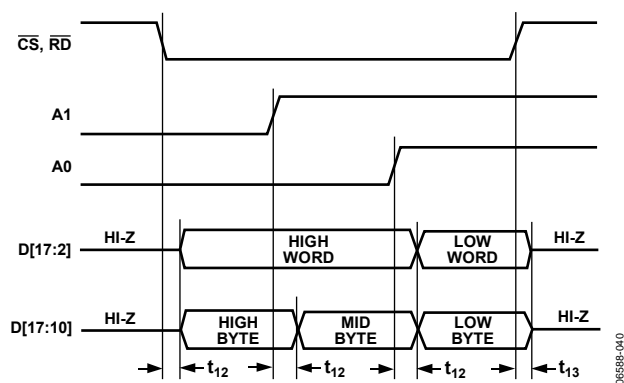 CS, RD
A1
A0
D[17:2] HI-Z HIGH WORD LOW WORD HI-Z
D[17:10] HI-Z HIGH BYTE MID BYTE LOW BYTE HI-Z
t12 t12 t12 t13
06588-040